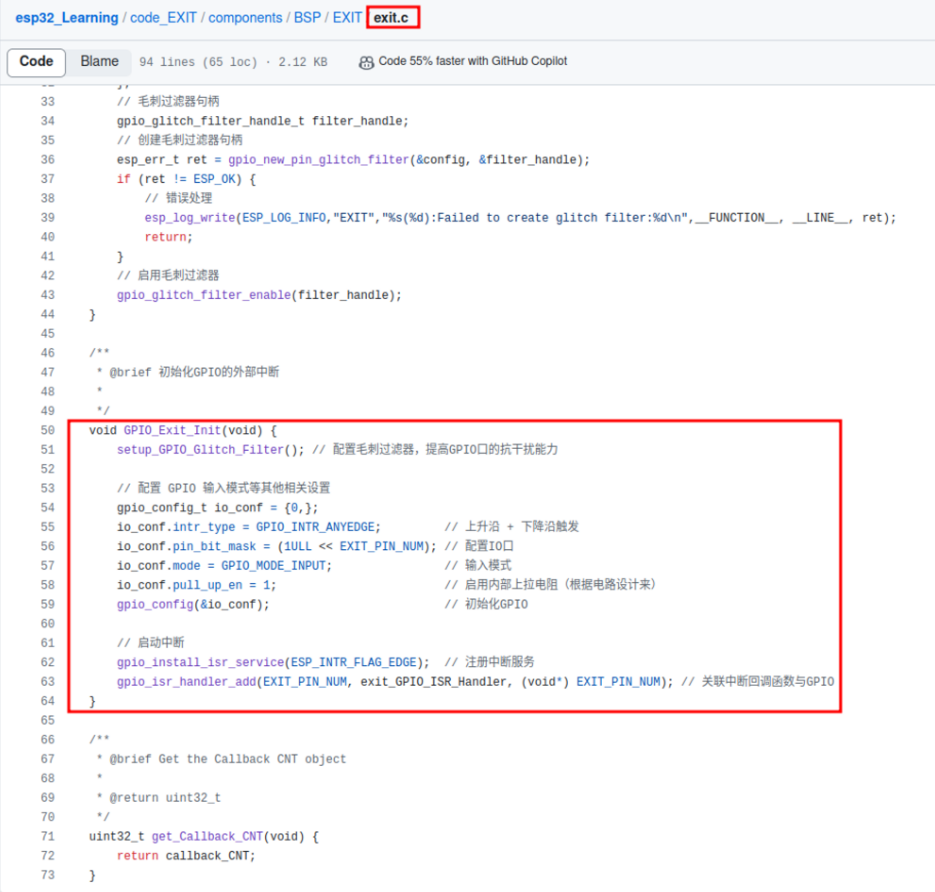 esp32_Learning / code_EXIT / components / BSP / EXIT / exit.c
Code Blame 94 lines (65 loc) · 2.12 KB Code 55% faster with GitHub Copilot
32 };
33 // 毛刺过滤器句柄
34 gpio_glitch_filter_handle_t filter_handle;
35 // 创建毛刺过滤器句柄
36 esp_err_t ret = gpio_new_pin_glitch_filter(&config, &filter_handle);
37 if (ret != ESP_OK) {
38 // 错误处理
39 esp_log_write(ESP_LOG_INFO,"EXIT","%s(%d):Failed to create glitch filter:%d\n",__FUNCTION__, __LINE__, ret);
40 return;
41 }
42 // 启用毛刺过滤器
43 gpio_glitch_filter_enable(filter_handle);
44 }
45
46 /**
47 * @brief 初始化GPIO的外部中断
48 *
49 */
50 void GPIO_Exit_Init(void) {
51 setup_GPIO_Glitch_Filter(); // 配置毛刺过滤器，提高GPIO口的抗干扰能力
52
53 // 配置 GPIO 输入模式等其他相关设置
54 gpio_config_t io_conf = {0,};
55 io_conf.intr_type = GPIO_INTR_ANYEDGE; // 上升沿 + 下降沿触发
56 io_conf.pin_bit_mask = (1ULL << EXIT_PIN_NUM); // 配置IO口
57 io_conf.mode = GPIO_MODE_INPUT; // 输入模式
58 io_conf.pull_up_en = 1; // 启用内部上拉电阻（根据电路设计来）
59 gpio_config(&io_conf); // 初始化GPIO
60
61 // 启动中断
62 gpio_install_isr_service(ESP_INTR_FLAG_EDGE); // 注册中断服务
63 gpio_isr_handler_add(EXIT_PIN_NUM, exit_GPIO_ISR_Handler, (void*) EXIT_PIN_NUM); // 关联中断回调函数与GPIO
64 }
65
66 /**
67 * @brief Get the Callback CNT object
68 *
69 * @return uint32_t
70 */
71 uint32_t get_Callback_CNT(void) {
72 return callback_CNT;
73 }